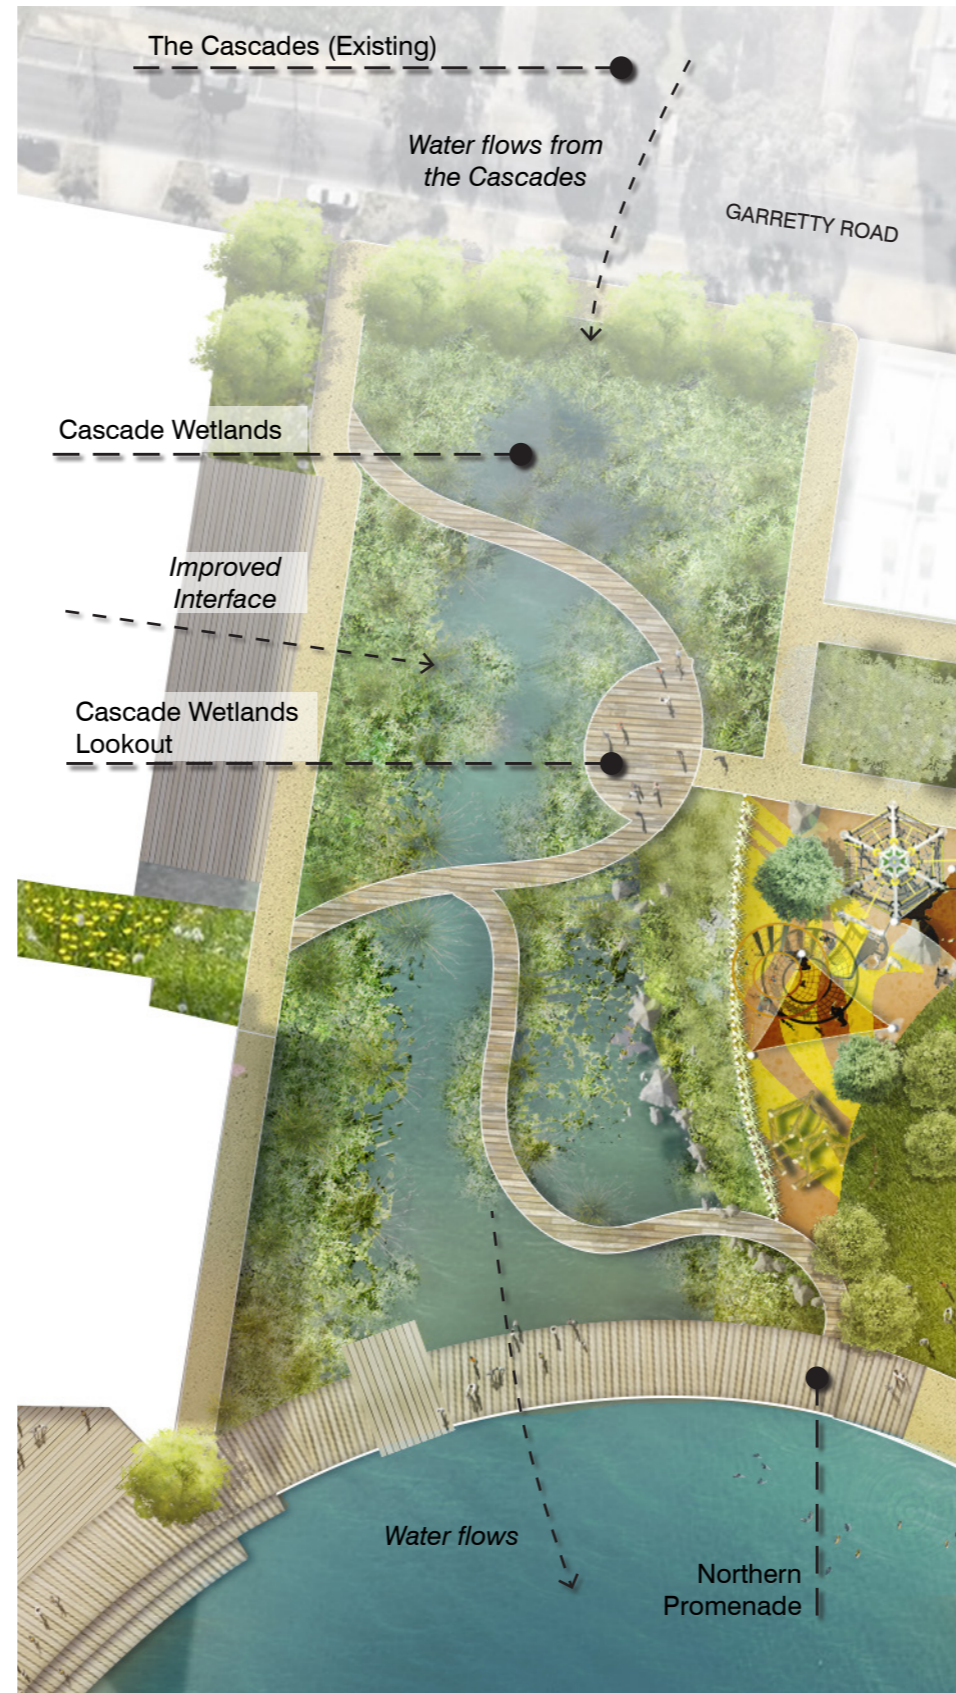 The Cascades (Existing)
Water flows from
the Cascades
GARRETTY ROAD
Cascade Wetlands
Improved
Interface
Cascade Wetlands
Lookout
Water flows
Northern
Promenade